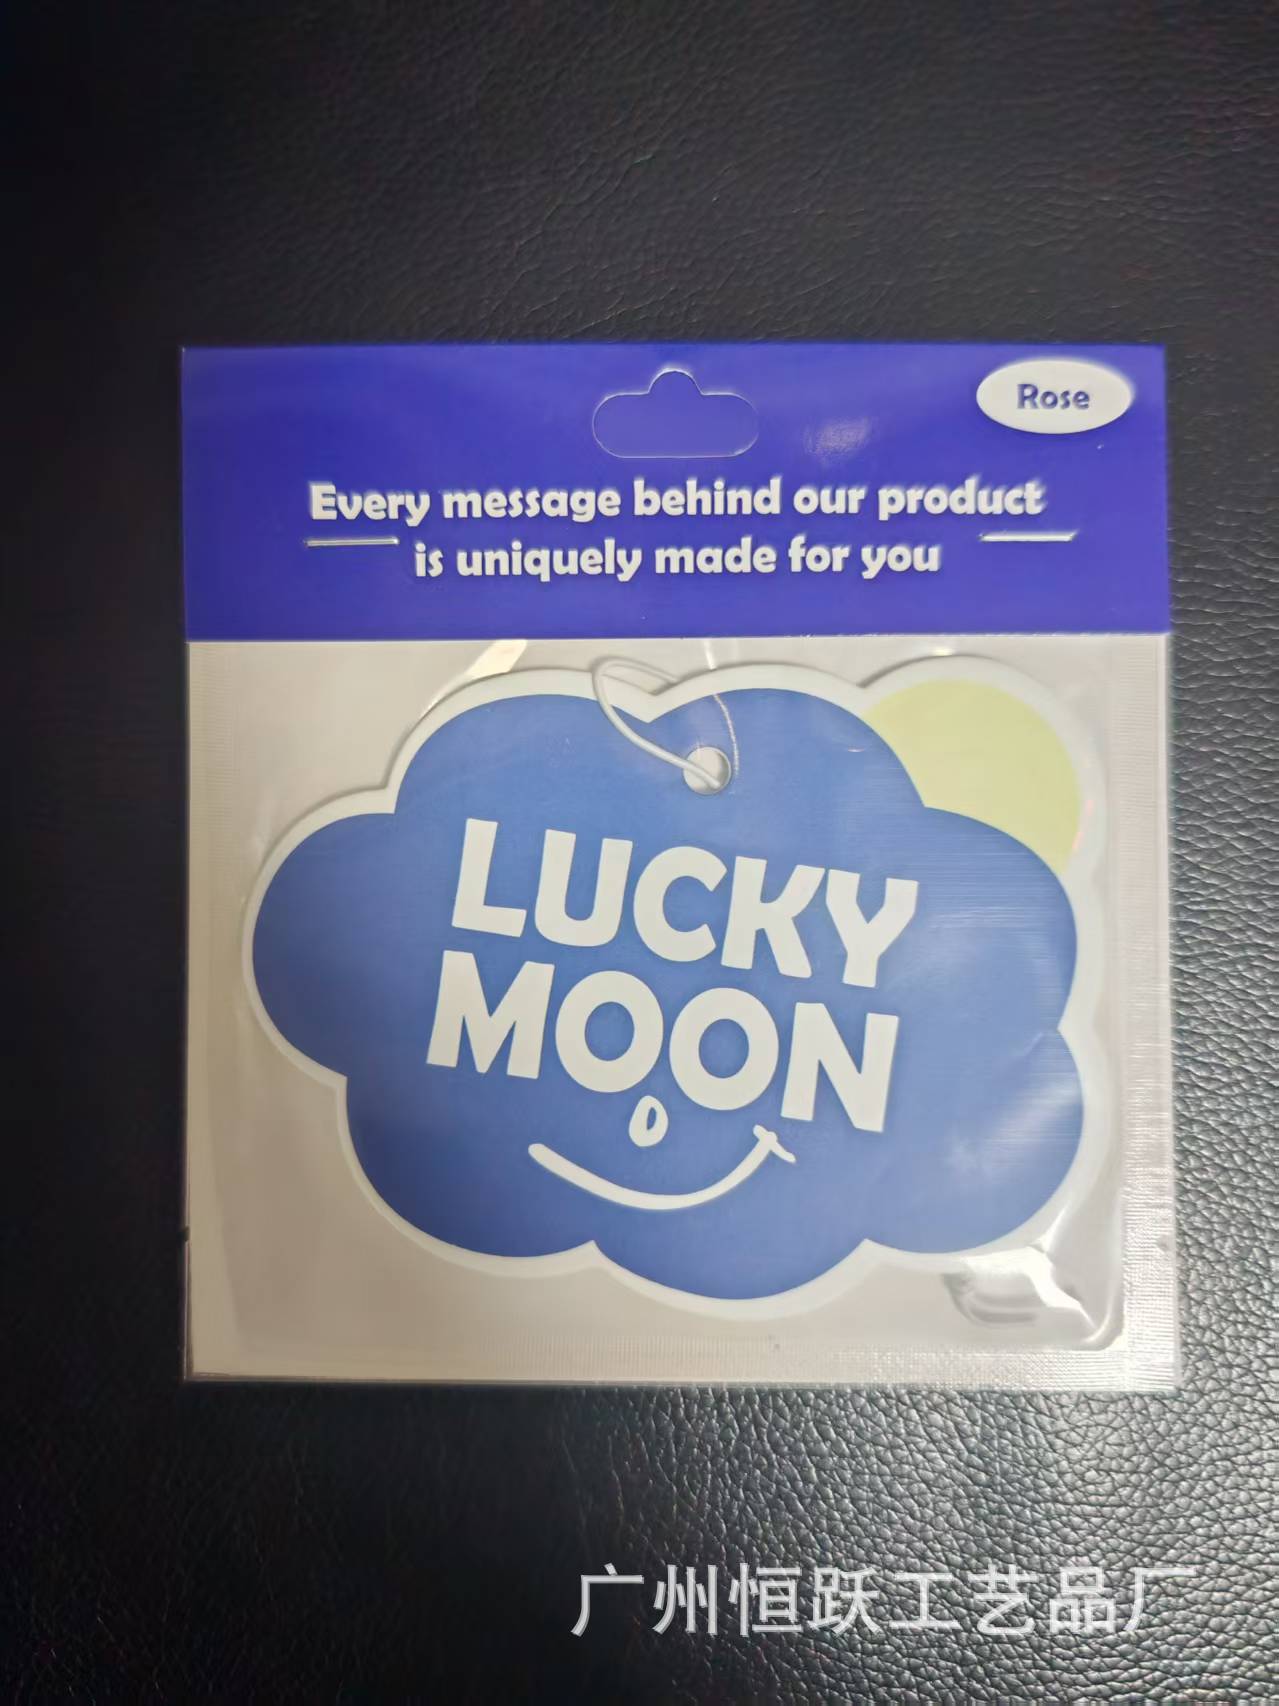 Rose
Every message behind our product
is uniquely made for you
LUCKY
MOON
广州恒跃工艺品厂